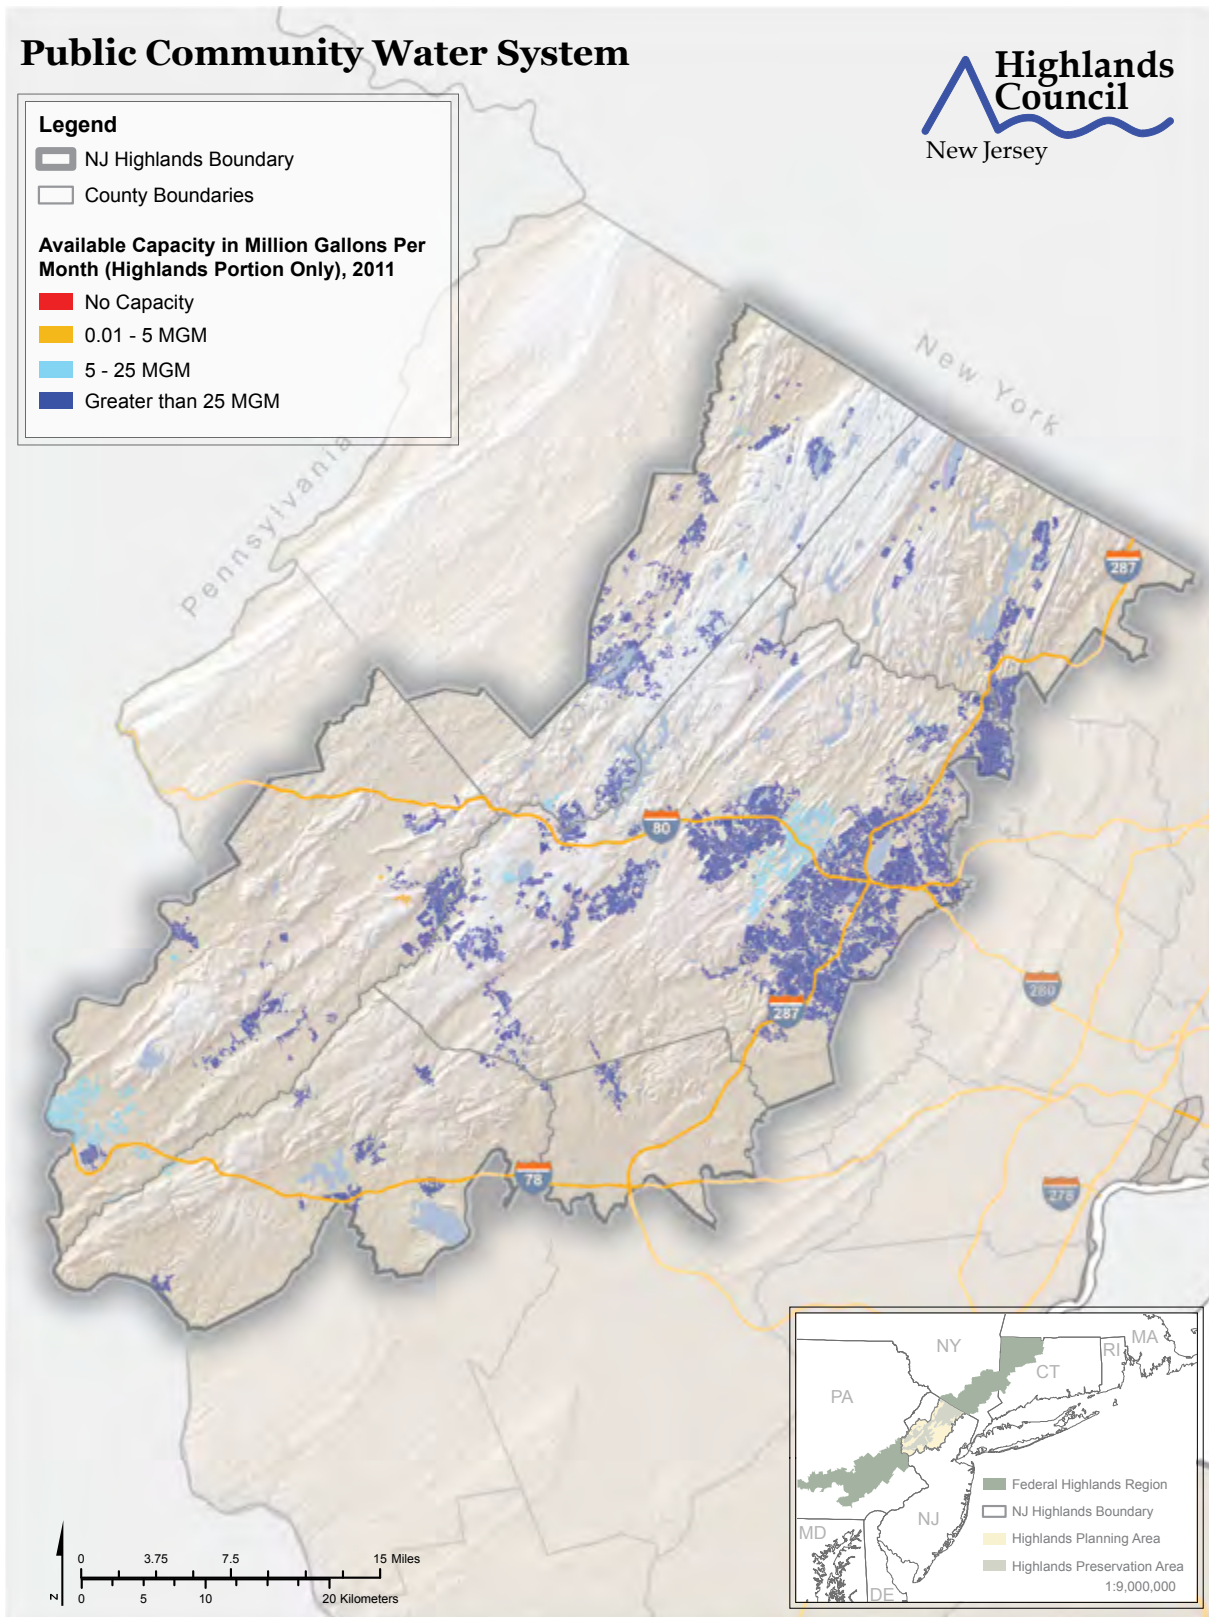 Public Community Water System
Highlands
Council
New Jersey
Legend
NJ Highlands Boundary
County Boundaries
Available Capacity in Million Gallons Per
Month (Highlands Portion Only), 2011
No Capacity
0.01 - 5 MGM
5 - 25 MGM
Greater than 25 MGM
New York
Pennsylvania
287
80
280
287
78
278
NY
MA
RI
CT
PA
NJ
MD
DE
Federal Highlands Region
NJ Highlands Boundary
Highlands Planning Area
Highlands Preservation Area
1:9,000,000
N
0 3.75 7.5 15 Miles
0 5 10 20 Kilometers